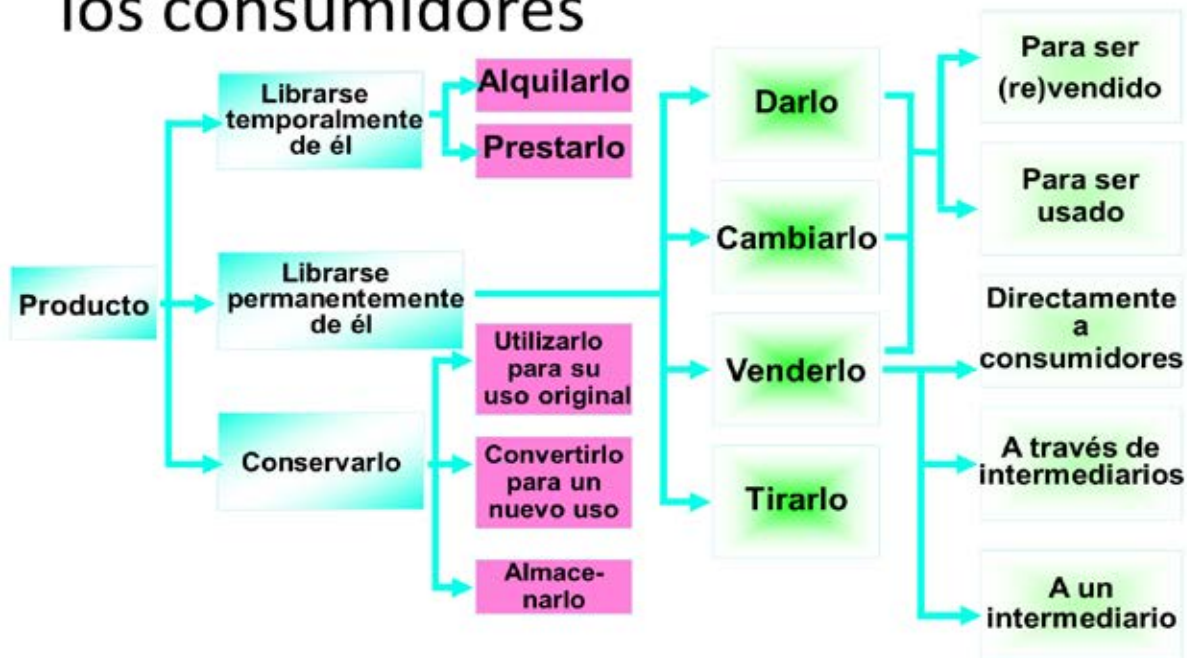 los consumidores
Producto
Librarse
temporalmente
de él
Alquilarlo
Prestarlo
Librarse
permanentemente
de él
Conservarlo
Utilizarlo
para su
uso original
Convertirlo
para un
nuevo uso
Almace-
narlo
Darlo
Cambiarlo
Venderlo
Tirarlo
Para ser
(re)vendido
Para ser
usado
Directamente
a
consumidores
A través de
intermediarios
A un
intermediario